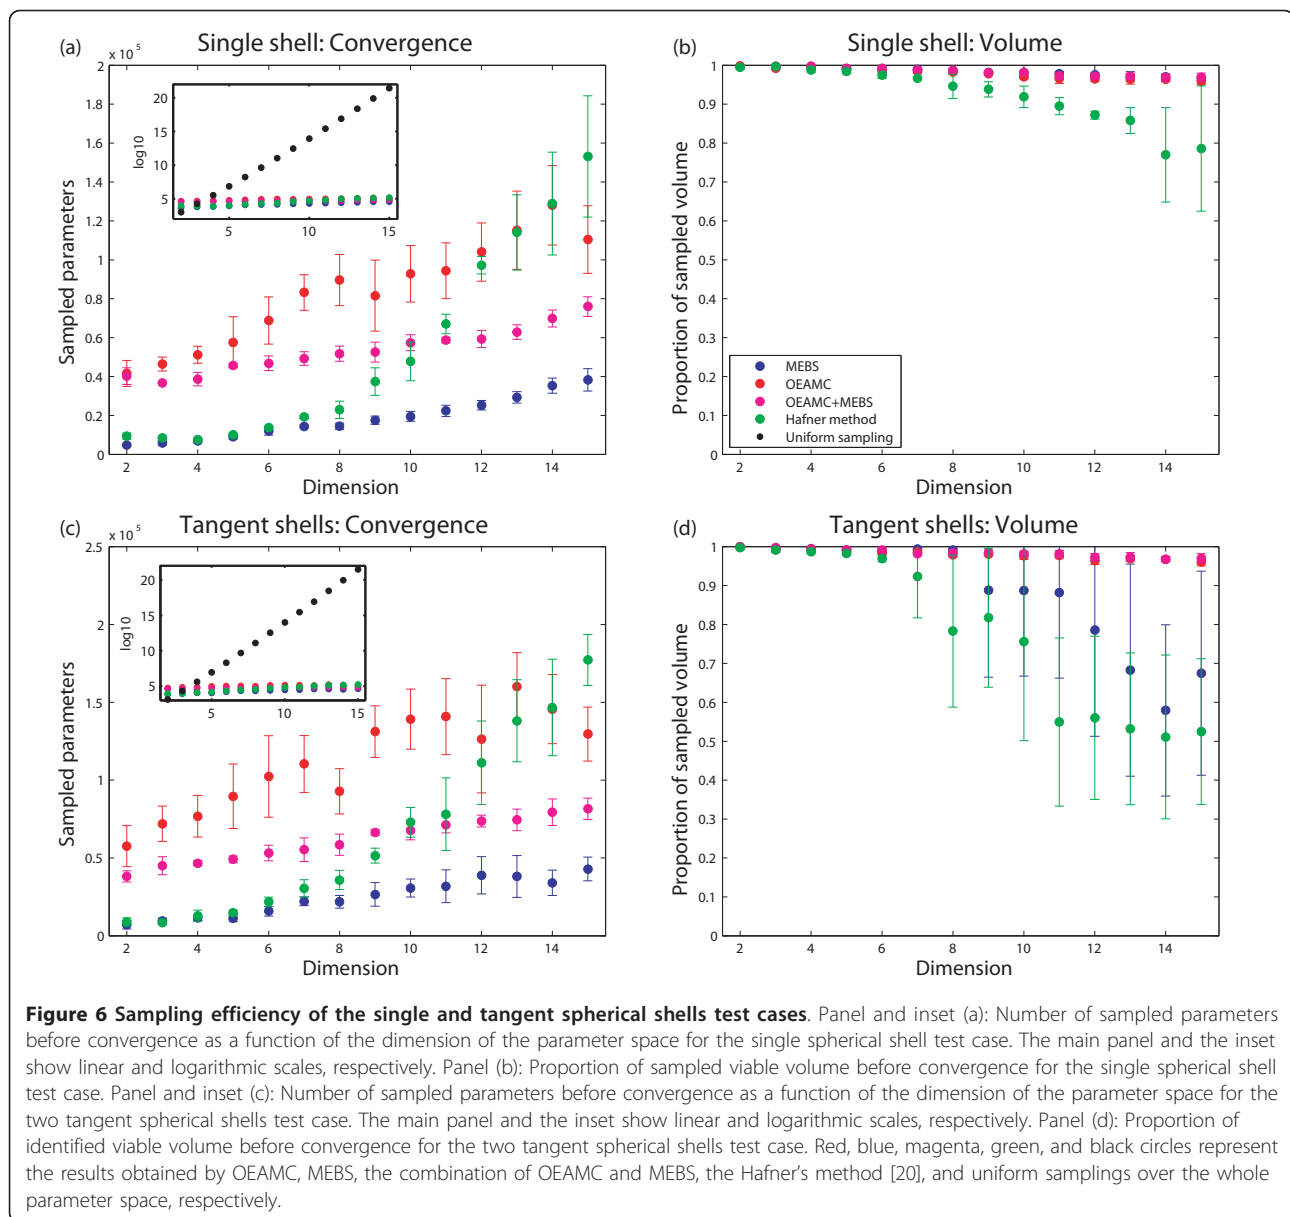 (a) Single shell: Convergence
x 10 5
2
1.8
1.6
1.4
1.2
1
0.8
0.6
0.4
0.2
0
Sampled parameters
20
15
10
5
log10
5 10 15
2 4 6 8 10 12 14
Dimension
(b) Single shell: Volume
1
0.9
0.8
0.7
0.6
0.5
0.4
0.3
0.2
0.1
0
Proportion of sampled volume
MEBS
OEAMC
OEAMC+MEBS
Hafner method
Uniform sampling
2 4 6 8 10 12 14
Dimension
(c) Tangent shells: Convergence
x 10 5
2.5
2
1.5
1
0.5
0
Sampled parameters
20
15
10
5
log10
5 10 15
2 4 6 8 10 12 14
Dimension
(d) Tangent shells: Volume
1
0.9
0.8
0.7
0.6
0.5
0.4
0.3
0.2
0.1
0
Proportion of sampled volume
2 4 6 8 10 12 14
Dimension
Figure 6 Sampling efficiency of the single and tangent spherical shells test cases. Panel and inset (a): Number of sampled parameters
before convergence as a function of the dimension of the parameter space for the single spherical shell test case. The main panel and the inset
show linear and logarithmic scales, respectively. Panel (b): Proportion of sampled viable volume before convergence for the single spherical shell
test case. Panel and inset (c): Number of sampled parameters before convergence as a function of the dimension of the parameter space for the
two tangent spherical shells test case. The main panel and the inset show linear and logarithmic scales, respectively. Panel (d): Proportion of
identified viable volume before convergence for the two tangent spherical shells test case. Red, blue, magenta, green, and black circles represent
the results obtained by OEAMC, MEBS, the combination of OEAMC and MEBS, the Hafner's method [20], and uniform samplings over the whole
parameter space, respectively.